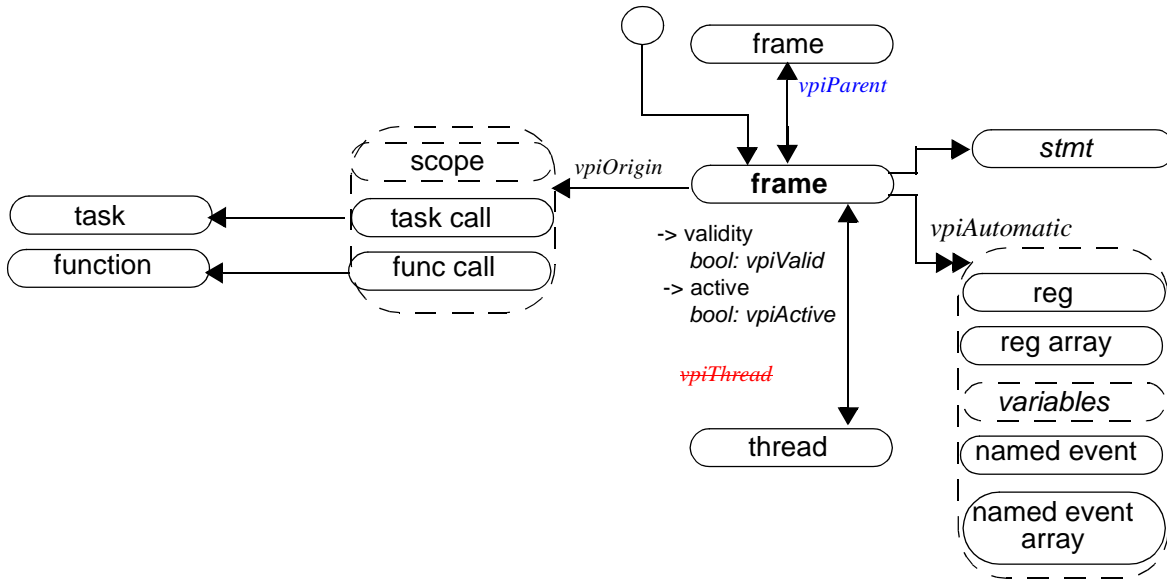 frame
vpiParent
scope
vpiOrigin
frame
stmt
task
task call
-> validity
bool: vpiValid
-> active
bool: vpiActive
vpiAutomatic
function
func call
reg
reg array
vpiThread
variables
thread
named event
named event
array